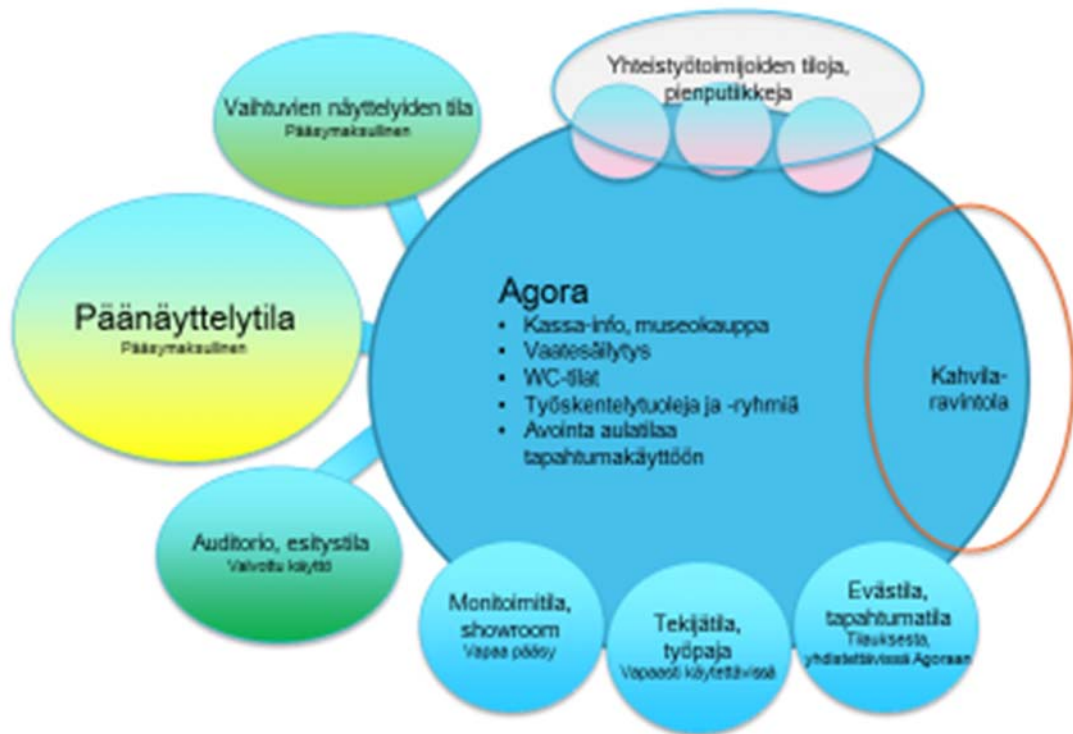 Yhteistyötoimijoiden tiloja,
pienputiikkeja
Vaihtuvien näyttelyiden tila
Pääsymaksullinen
Päänäyttelytila
Pääsymaksullinen
Agora
• Kassa-info, museokauppa
• Vaatesäilytys
• WC-tilat
• Työskentelytuoleja ja -ryhmiä
• Avointa aulatilaa
tapahtumakäyttöön
Kahvila-
ravintola
Auditorio, esitystila
Valvottu käyttö
Monitoimitila,
showroom
Vapaa pääsy
Tekijätila,
työpaja
Vapaasti käytettävissä
Evästila,
tapahtumatila
Tilauksesta,
yhdistettävissä Agoraan